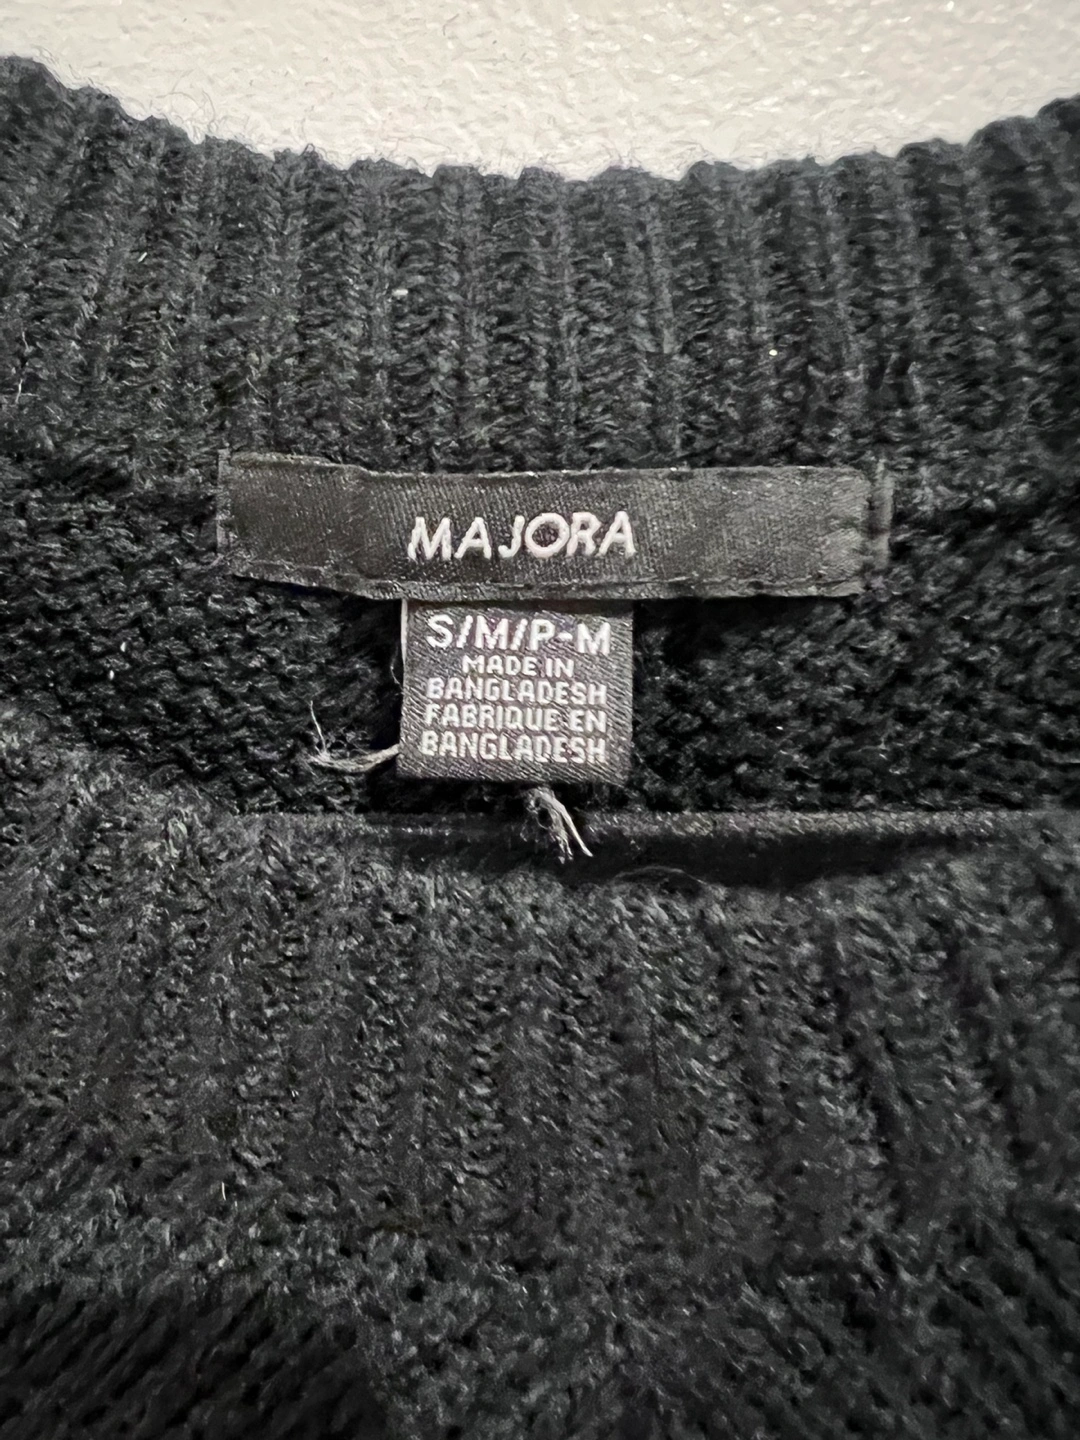 MAJORA
S/M/P-M
MADE IN
BANGLADESH
FABRIQUE EN
BANGLADESH